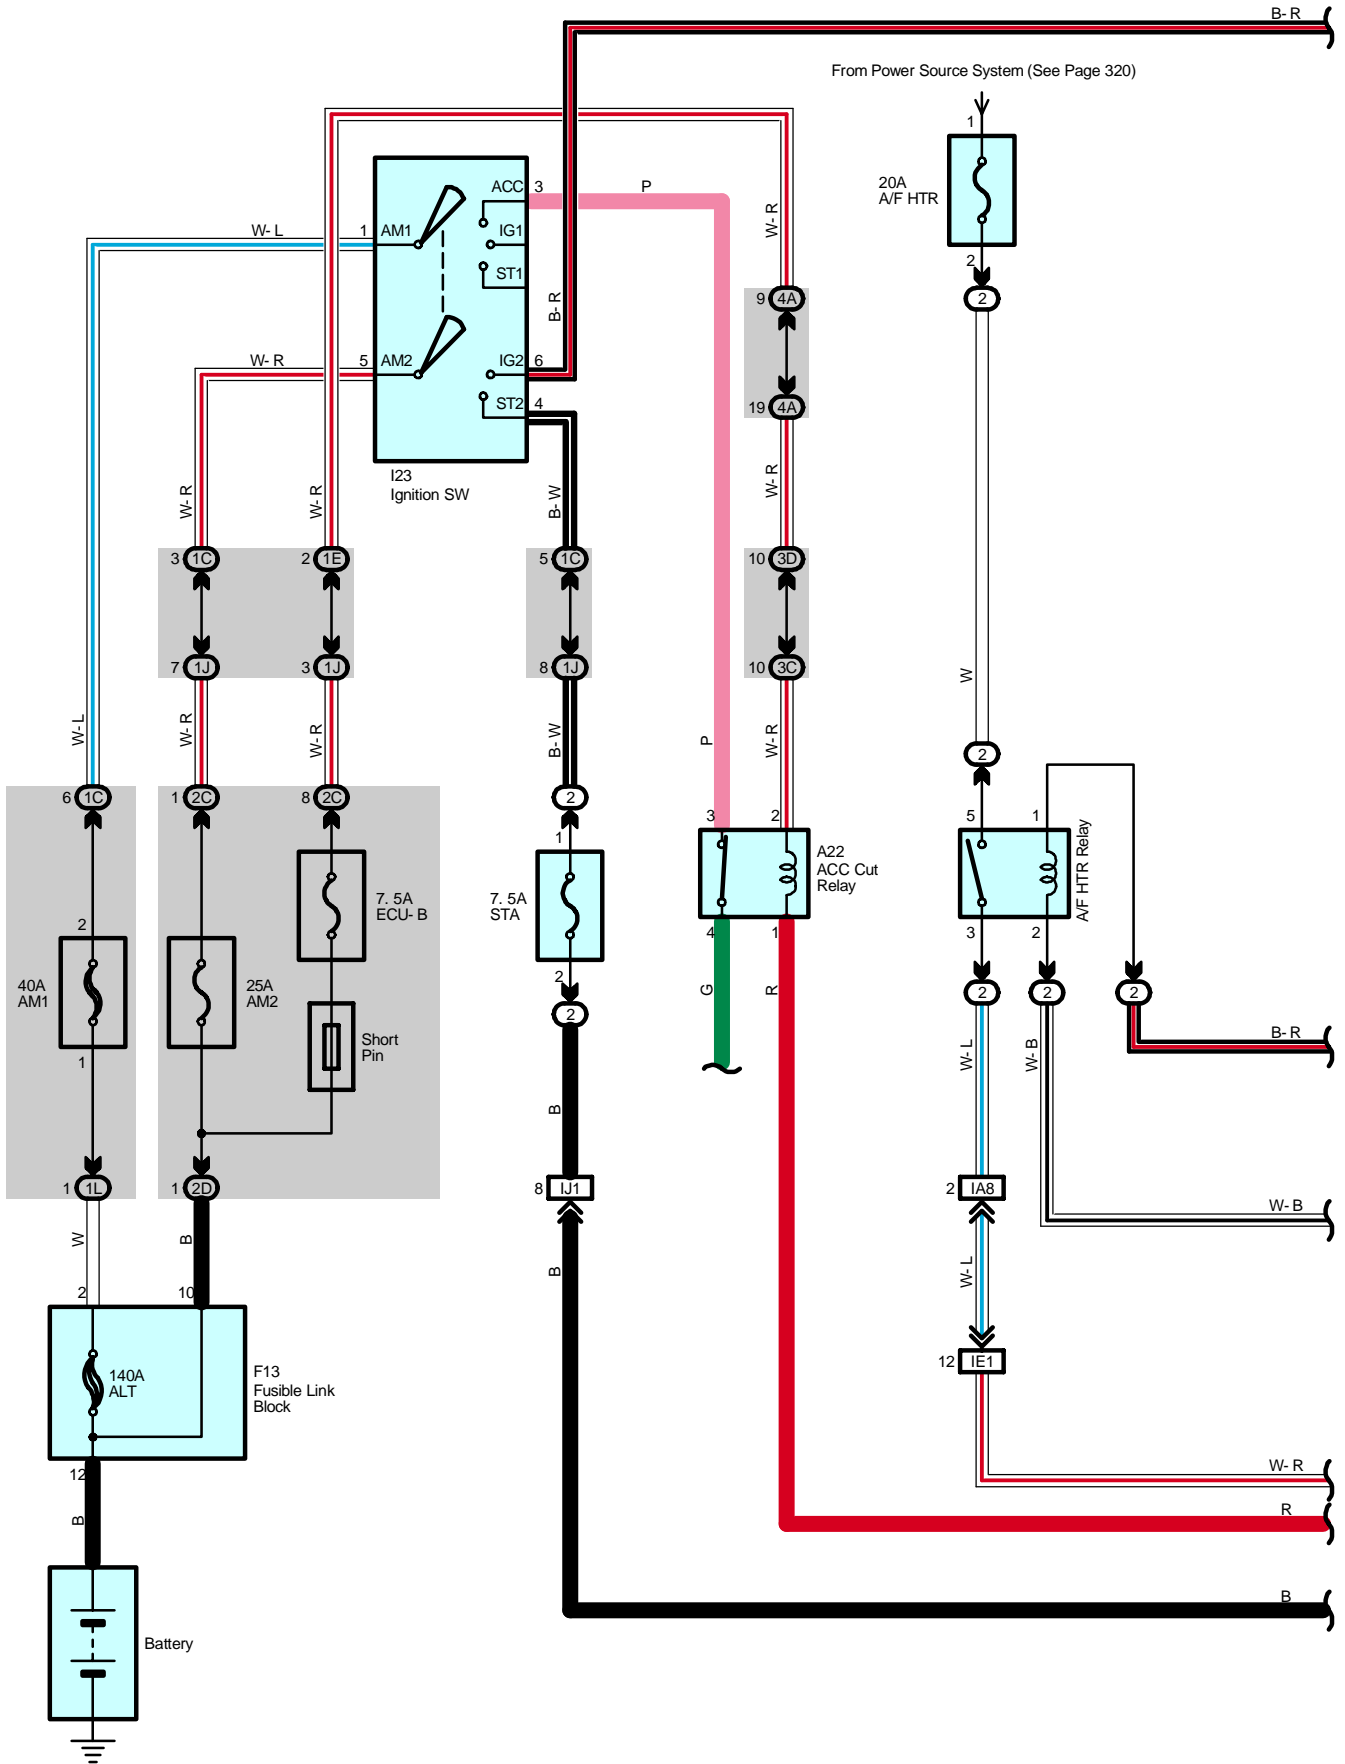 B- R
From Power Source System (See Page 320)
1
20A
A/F HTR
2
2
ACC 3
P
W- R
W- L
1 AM1
IG1
ST1
B- R
9 4A
W- R
5 AM2
IG2 6
ST2 4
19 4A
I23
Ignition SW
W- R
W- R
B- W
W- R
3 1C
2 1E
5 1C
10 3D
7 1J
3 1J
8 1J
10 3C
W
W- L
W- R
W- R
B- W
P
W- R
2
6 1C
1 2C
8 2C
2
3
2
5
1
1
A22
ACC Cut
Relay
A/F HTR Relay
7. 5A
ECU- B
7. 5A
STA
2
4
1
3
2
40A
AM1
25A
AM2
2
G
R
2
2
2
2
Short
Pin
1
W- L
W- B
B- R
B
1 1L
1 2D
8 IJ1
2 IA8
W- B
W
B
B
W- L
2
10
140A
ALT
F13
Fusible Link
Block
12 IE1
12
W- R
B
R
B
Battery